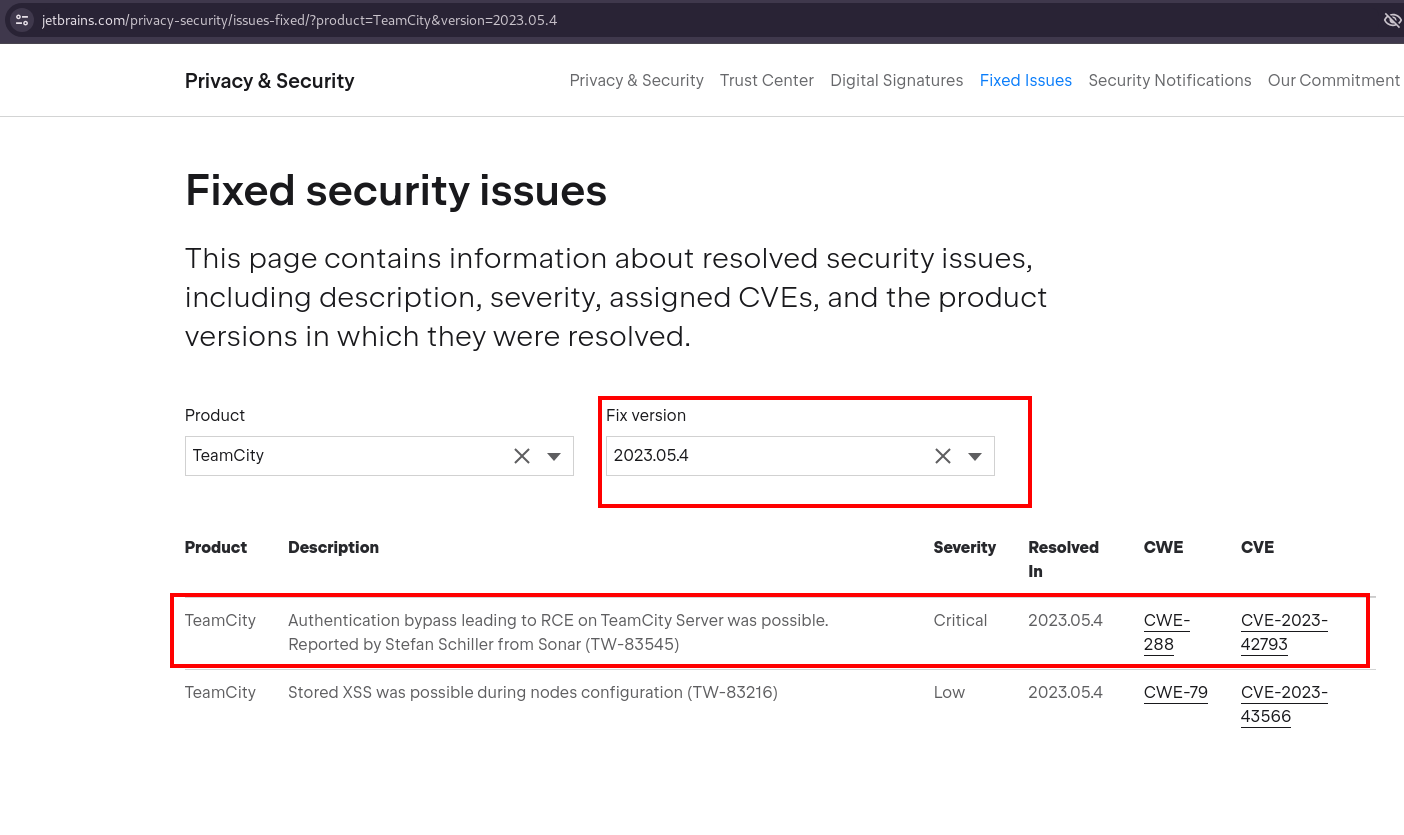 jetbrains.com/privacy-security/issues-fixed/?product=TeamCity&version=2023.05.4
Privacy & Security
Privacy & Security Trust Center Digital Signatures Fixed Issues Security Notifications Our Commitment
Fixed security issues
This page contains information about resolved security issues,
including description, severity, assigned CVEs, and the product
versions in which they were resolved.
Product Fix version
TeamCity 2023.05.4
Product Description Severity Resolved CWE CVE
In
TeamCity Authentication bypass leading to RCE on TeamCity Server was possible. Critical 2023.05.4 CWE- CVE-2023-
Reported by Stefan Schiller from Sonar (TW-83545) 288 42793
TeamCity Stored XSS was possible during nodes configuration (TW-83216) Low 2023.05.4 CWE-79 CVE-2023-
43566